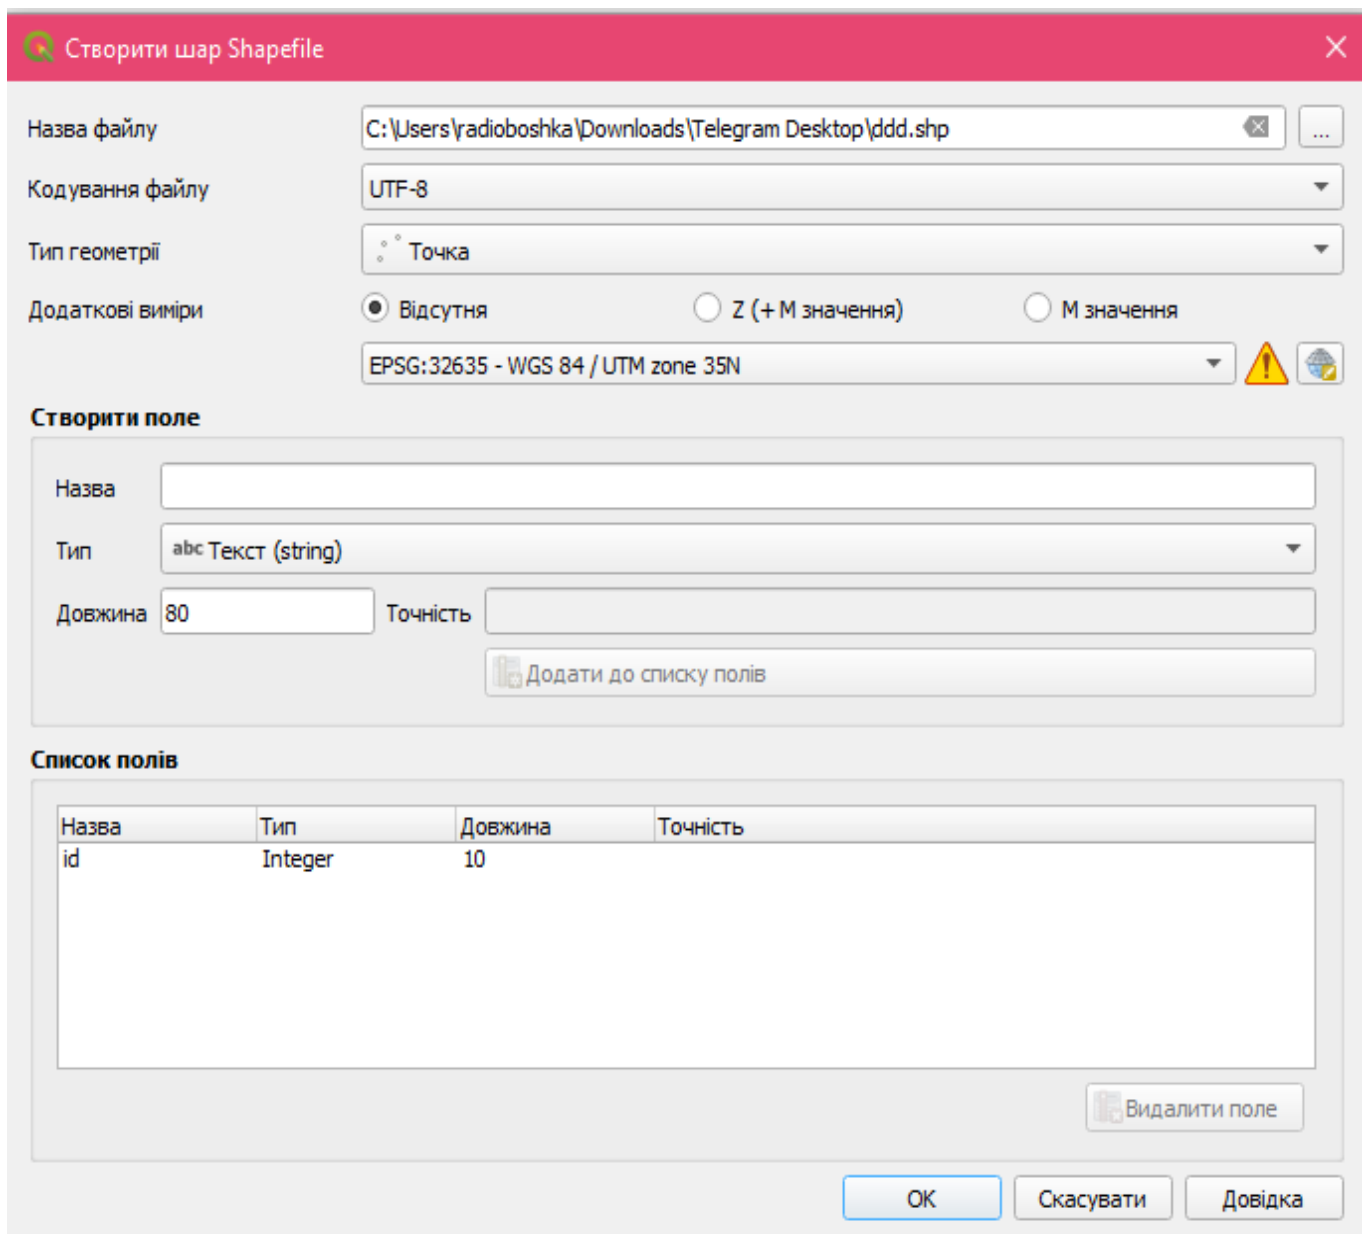 Створити шар Shapefile
Назва файлу C:\Users\radioboshka\Downloads\Telegram Desktop\ddd.shp ...
Кодування файлу UTF-8
Тип геометрії Точка
Додаткові виміри Відсутня Z (+ M значення) M значення
EPSG:32635 - WGS 84 / UTM zone 35N
Створити поле
Назва
Тип abc Текст (string)
Довжина 80 Точність
Додати до списку полів
Список полів
Назва Тип Довжина Точність
id Integer 10
Видалити поле
OK Скасувати Довідка